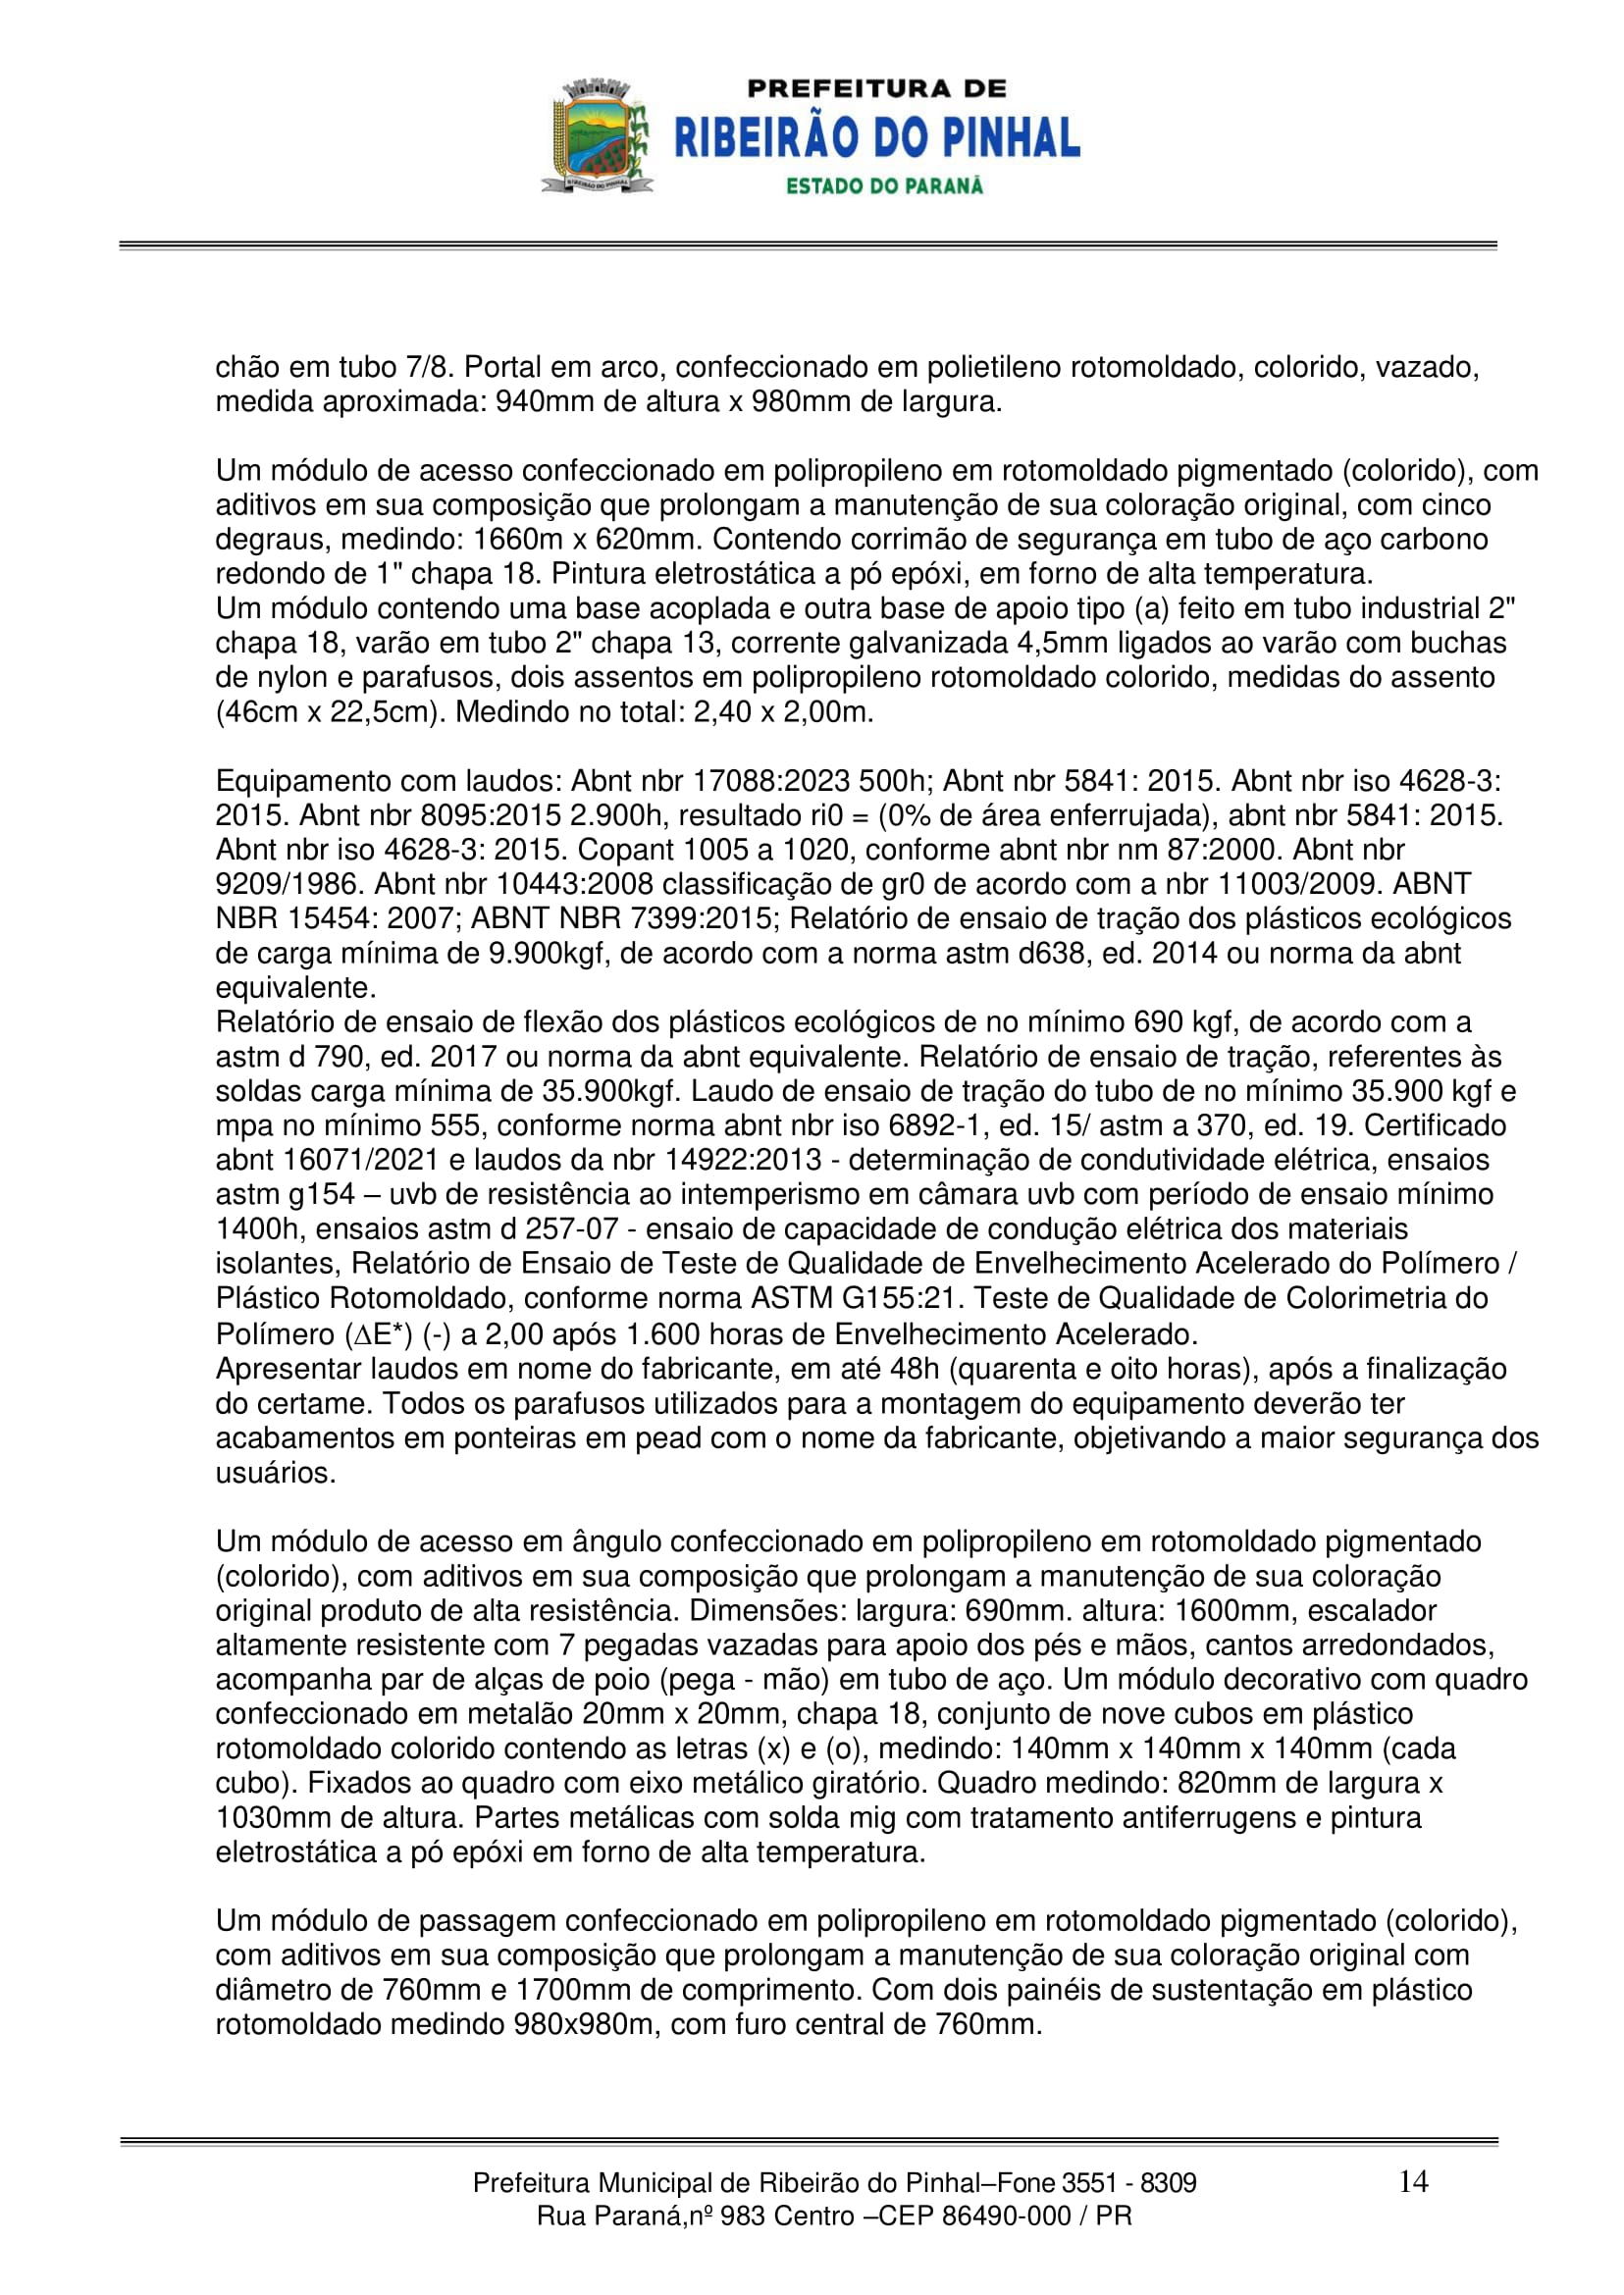 PREFEITURA DE
RIBEIRÃO DO PINHAL
ESTADO DO PARANÁ
RIBEIRÃO DO PINHAL
chão em tubo 7/8. Portal em arco, confeccionado em polietileno rotomoldado, colorido, vazado,
medida aproximada: 940mm de altura x 980mm de largura.
Um módulo de acesso confeccionado em polipropileno em rotomoldado pigmentado (colorido), com
aditivos em sua composição que prolongam a manutenção de sua coloração original, com cinco
degraus, medindo: 1660m x 620mm. Contendo corrimão de segurança em tubo de aço carbono
redondo de 1" chapa 18. Pintura eletrostática a pó epóxi, em forno de alta temperatura.
Um módulo contendo uma base acoplada e outra base de apoio tipo (a) feito em tubo industrial 2"
chapa 18, varão em tubo 2" chapa 13, corrente galvanizada 4,5mm ligados ao varão com buchas
de nylon e parafusos, dois assentos em polipropileno rotomoldado colorido, medidas do assento
(46cm x 22,5cm). Medindo no total: 2,40 x 2,00m.
Equipamento com laudos: Abnt nbr 17088:2023 500h; Abnt nbr 5841: 2015. Abnt nbr iso 4628-3:
2015. Abnt nbr 8095:2015 2.900h, resultado ri0 = (0% de área enferrujada), abnt nbr 5841: 2015.
Abnt nbr iso 4628-3: 2015. Copant 1005 a 1020, conforme abnt nbr nm 87:2000. Abnt nbr
9209/1986. Abnt nbr 10443:2008 classificação de gr0 de acordo com a nbr 11003/2009. ABNT
NBR 15454: 2007; ABNT NBR 7399:2015; Relatório de ensaio de tração dos plásticos ecológicos
de carga mínima de 9.900kgf, de acordo com a norma astm d638, ed. 2014 ou norma da abnt
equivalente.
Relatório de ensaio de flexão dos plásticos ecológicos de no mínimo 690 kgf, de acordo com a
astm d 790, ed. 2017 ou norma da abnt equivalente. Relatório de ensaio de tração, referentes às
soldas carga mínima de 35.900kgf. Laudo de ensaio de tração do tubo de no mínimo 35.900 kgf e
mpa no mínimo 555, conforme norma abnt nbr iso 6892-1, ed. 15/ astm a 370, ed. 19. Certificado
abnt 16071/2021 e laudos da nbr 14922:2013 - determinação de condutividade elétrica, ensaios
astm g154 – uvb de resistência ao intemperismo em câmara uvb com período de ensaio mínimo
1400h, ensaios astm d 257-07 - ensaio de capacidade de condução elétrica dos materiais
isolantes, Relatório de Ensaio de Teste de Qualidade de Envelhecimento Acelerado do Polímero /
Plástico Rotomoldado, conforme norma ASTM G155:21. Teste de Qualidade de Colorimetria do
Polímero (∆E*) (-) a 2,00 após 1.600 horas de Envelhecimento Acelerado.
Apresentar laudos em nome do fabricante, em até 48h (quarenta e oito horas), após a finalização
do certame. Todos os parafusos utilizados para a montagem do equipamento deverão ter
acabamentos em ponteiras em pead com o nome da fabricante, objetivando a maior segurança dos
usuários.
Um módulo de acesso em ângulo confeccionado em polipropileno em rotomoldado pigmentado
(colorido), com aditivos em sua composição que prolongam a manutenção de sua coloração
original produto de alta resistência. Dimensões: largura: 690mm. altura: 1600mm, escalador
altamente resistente com 7 pegadas vazadas para apoio dos pés e mãos, cantos arredondados,
acompanha par de alças de poio (pega - mão) em tubo de aço. Um módulo decorativo com quadro
confeccionado em metalão 20mm x 20mm, chapa 18, conjunto de nove cubos em plástico
rotomoldado colorido contendo as letras (x) e (o), medindo: 140mm x 140mm x 140mm (cada
cubo). Fixados ao quadro com eixo metálico giratório. Quadro medindo: 820mm de largura x
1030mm de altura. Partes metálicas com solda mig com tratamento antiferrugens e pintura
eletrostática a pó epóxi em forno de alta temperatura.
Um módulo de passagem confeccionado em polipropileno em rotomoldado pigmentado (colorido),
com aditivos em sua composição que prolongam a manutenção de sua coloração original com
diâmetro de 760mm e 1700mm de comprimento. Com dois painéis de sustentação em plástico
rotomoldado medindo 980x980m, com furo central de 760mm.
Prefeitura Municipal de Ribeirão do Pinhal–Fone 3551 - 8309 14
Rua Paraná,nº 983 Centro –CEP 86490-000 / PR